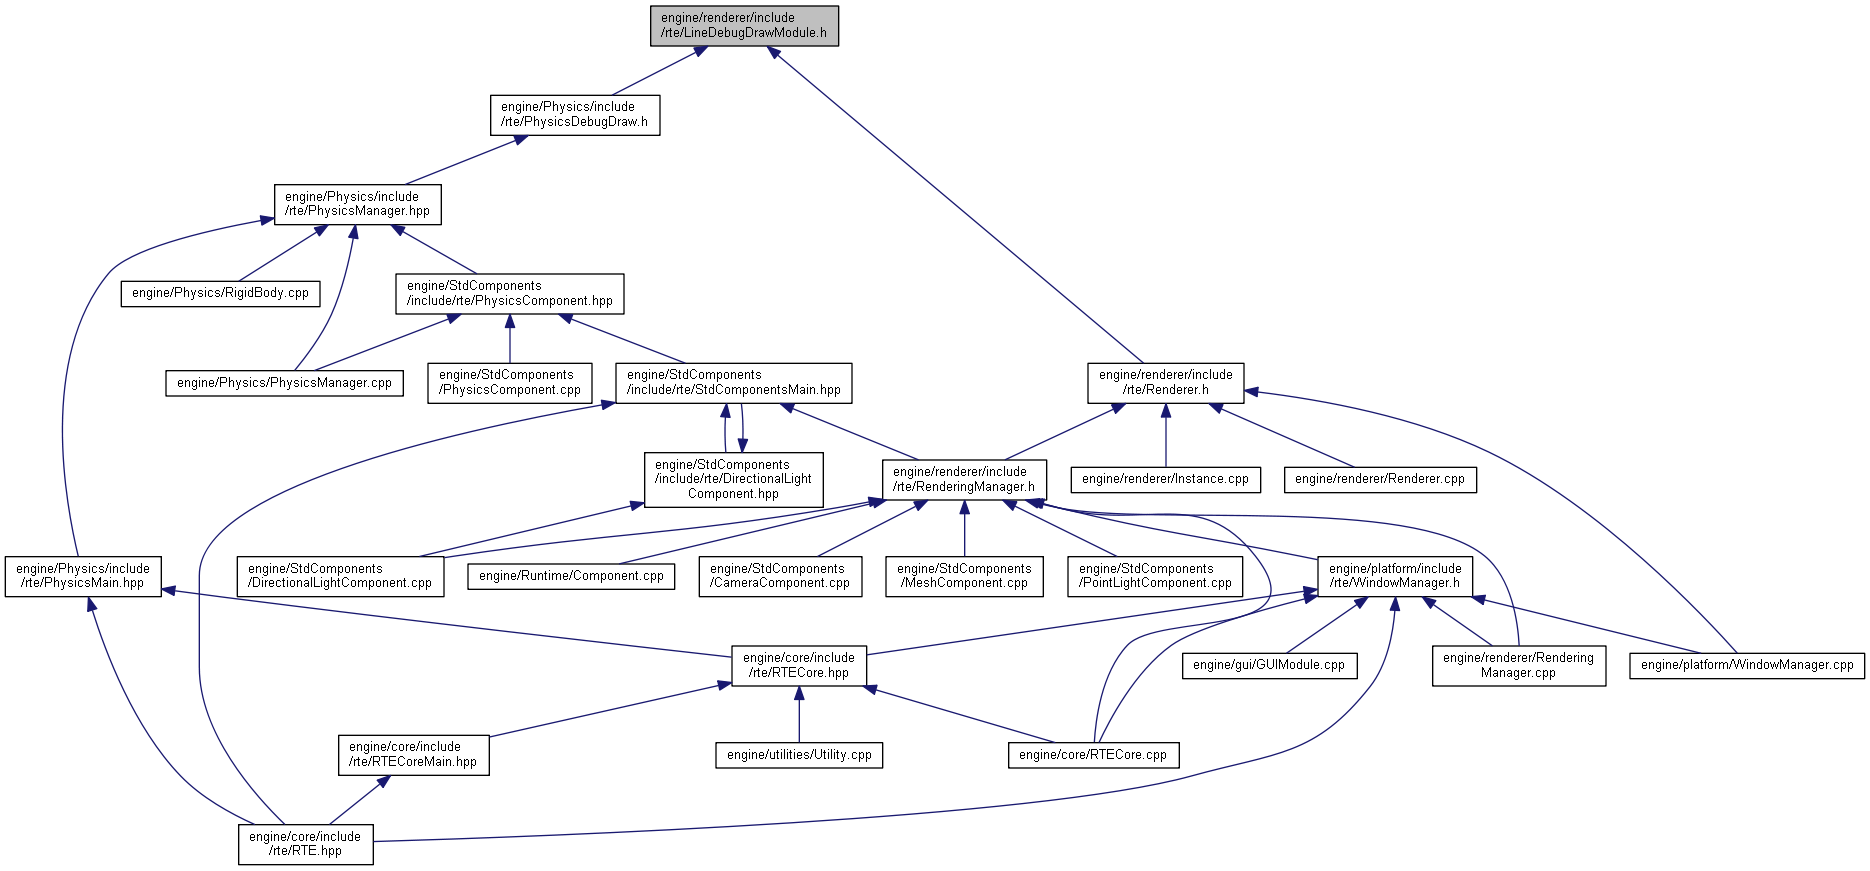 engine/renderer/include
/rte/LineDebugDrawModule.h
engine/Physics/include
/rte/PhysicsDebugDraw.h
engine/Physics/include
/rte/PhysicsManager.hpp
engine/Physics/RigidBody.cpp
engine/StdComponents
/include/rte/PhysicsComponent.hpp
engine/Physics/PhysicsManager.cpp
engine/StdComponents
/PhysicsComponent.cpp
engine/StdComponents
/include/rte/StdComponentsMain.hpp
engine/renderer/include
/rte/Renderer.h
engine/StdComponents
/include/rte/DirectionalLight
Component.hpp
engine/renderer/include
/rte/RenderingManager.h
engine/renderer/Instance.cpp
engine/renderer/Renderer.cpp
engine/Physics/include
/rte/PhysicsMain.hpp
engine/StdComponents
/DirectionalLightComponent.cpp
engine/Runtime/Component.cpp
engine/StdComponents
/CameraComponent.cpp
engine/StdComponents
/MeshComponent.cpp
engine/StdComponents
/PointLightComponent.cpp
engine/platform/include
/rte/WindowManager.h
engine/core/include
/rte/RTECore.hpp
engine/gui/GUIModule.cpp
engine/renderer/Rendering
Manager.cpp
engine/platform/WindowManager.cpp
engine/core/include
/rte/RTECoreMain.hpp
engine/utilities/Utility.cpp
engine/core/RTECore.cpp
engine/core/include
/rte/RTE.hpp